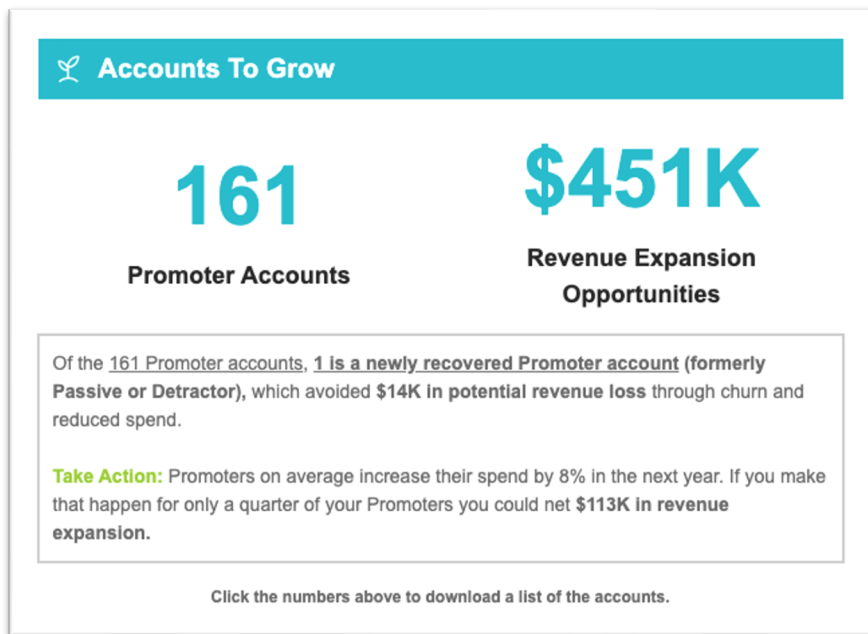 Accounts To Grow
161
Promoter Accounts
$451K
Revenue Expansion
Opportunities
Of the 161 Promoter accounts, 1 is a newly recovered Promoter account (formerly
Passive or Detractor), which avoided $14K in potential revenue loss through churn and
reduced spend.
Take Action: Promoters on average increase their spend by 8% in the next year. If you make
that happen for only a quarter of your Promoters you could net $113K in revenue
expansion.
Click the numbers above to download a list of the accounts.